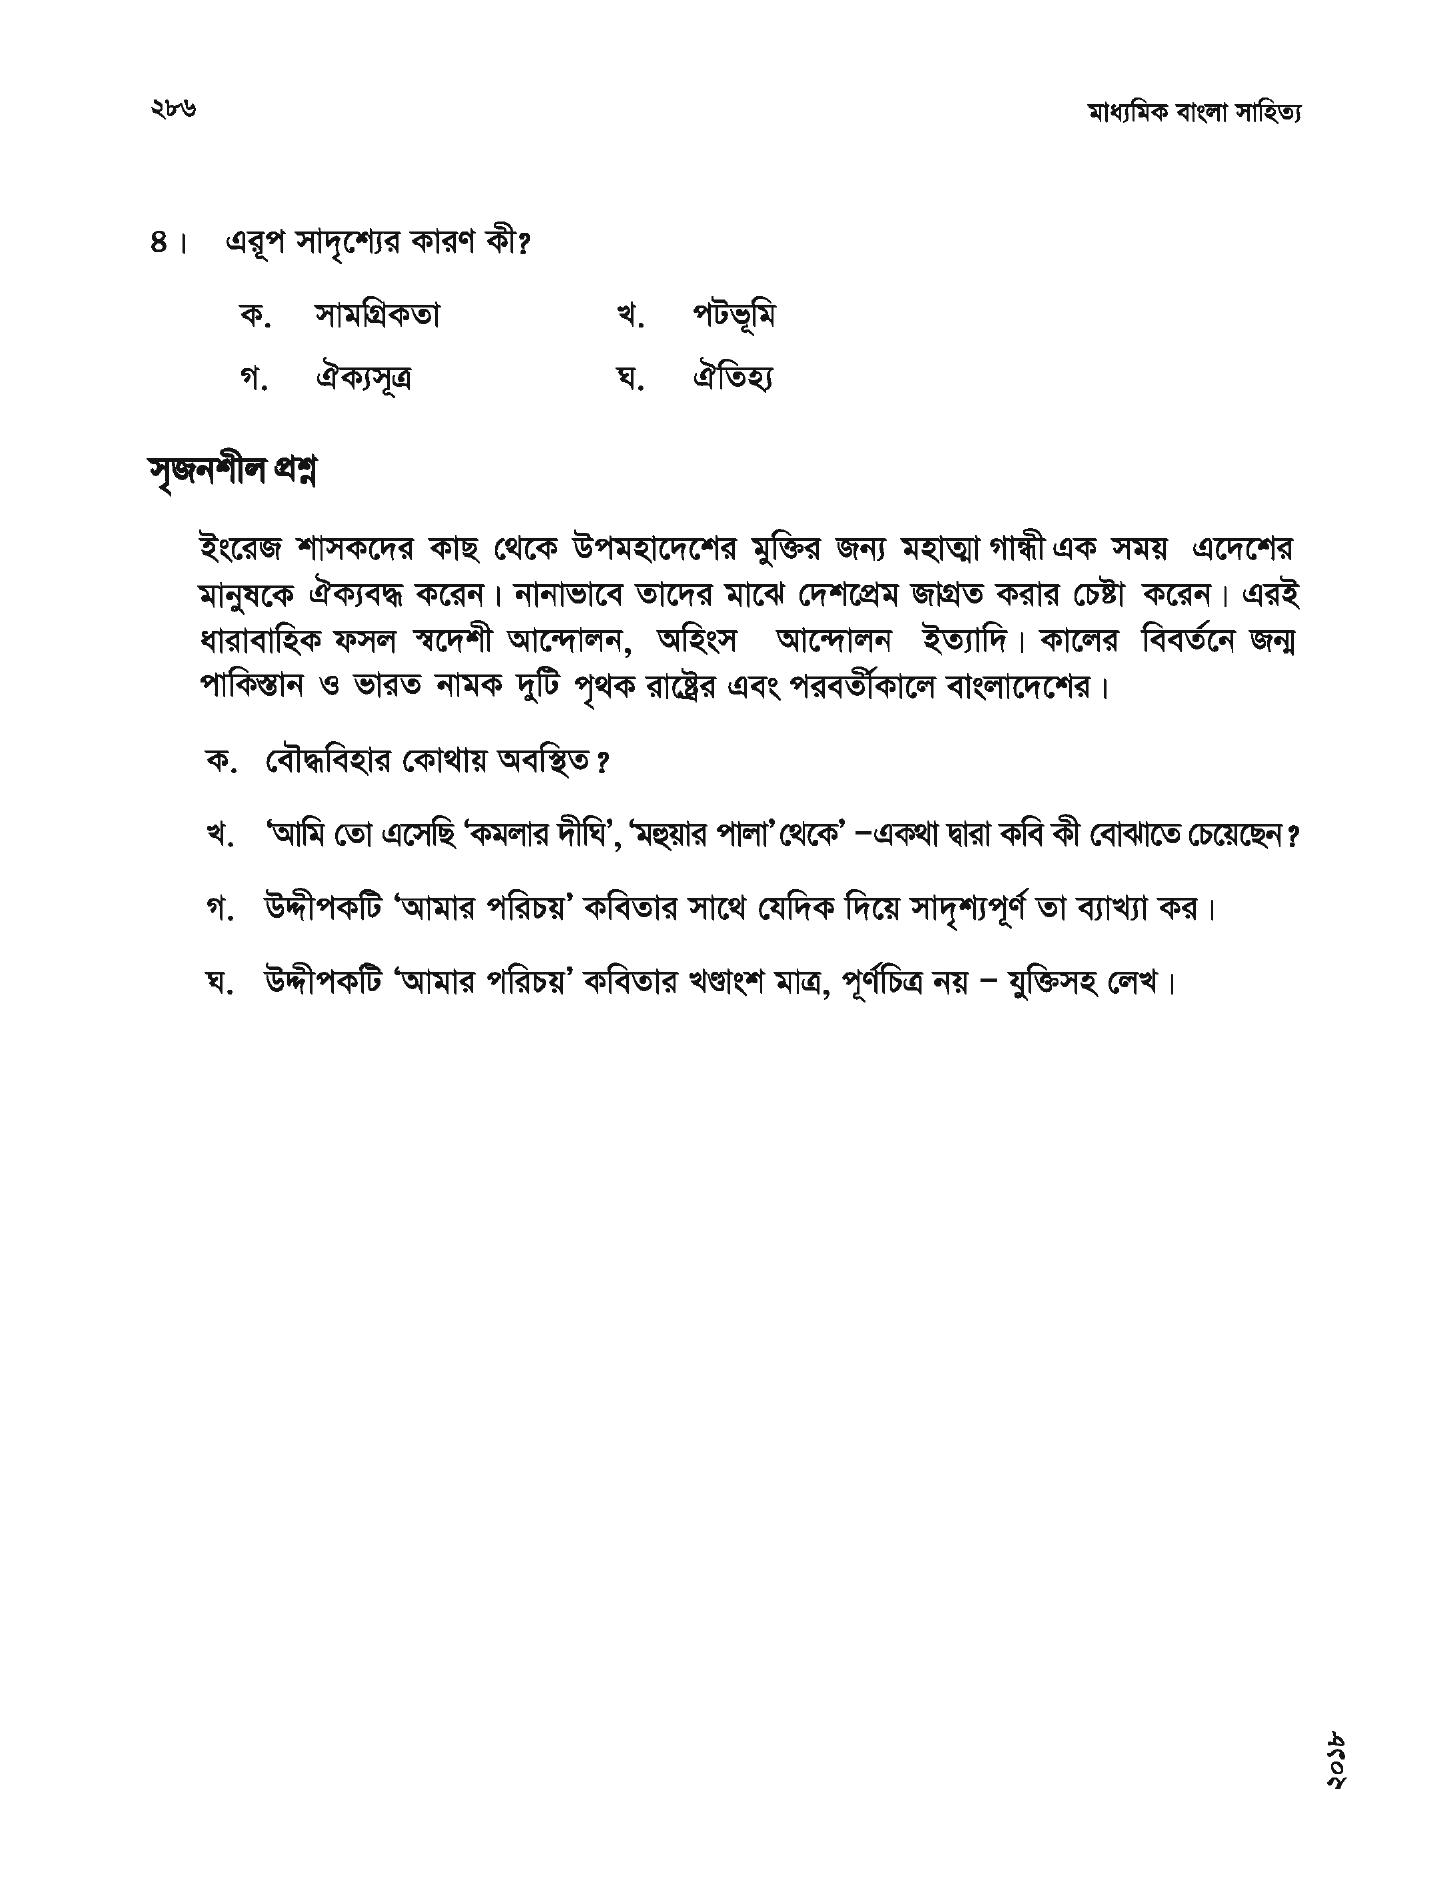 ২৮৬ মাধ্যমিক বাংলা সাহিত্য
৪। এরূপ সাদৃশ্যের কারণ কী?
ক. সামগ্রিকতা খ. পটভূমি
গ. ঐক্যসূত্র ঘ. ঐতিহ্য
সৃজনশীল প্রশ্ন
ইংরেজ শাসকদের কাছ থেকে উপমহাদেশের মুক্তির জন্য মহাত্মা গান্ধী এক সময় এদেশের
মানুষকে ঐক্যবদ্ধ করেন। নানাভাবে তাদের মাঝে দেশপ্রেম জাগ্রত করার চেষ্টা করেন। এরই
ধারাবাহিক ফসল স্বদেশী আন্দোলন, অহিংস আন্দোলন ইত্যাদি। কালের বিবর্তনে জন্ম
পাকিস্তান ও ভারত নামক দুটি পৃথক রাষ্ট্রের এবং পরবর্তীকালে বাংলাদেশের।
ক. বৌদ্ধবিহার কোথায় অবস্থিত?
খ. ‘আমি তো এসেছি ‘কমলার দীঘি’, ‘মহুয়ার পালা’ থেকে’ –একথা দ্বারা কবি কী বোঝাতে চেয়েছেন?
গ. উদ্দীপকটি ‘আমার পরিচয়’ কবিতার সাথে যেদিক দিয়ে সাদৃশ্যপূর্ণ তা ব্যাখ্যা কর।
ঘ. উদ্দীপকটি ‘আমার পরিচয়’ কবিতার খণ্ডাংশ মাত্র, পূর্ণচিত্র নয় – যুক্তিসহ লেখ।
২০১৮